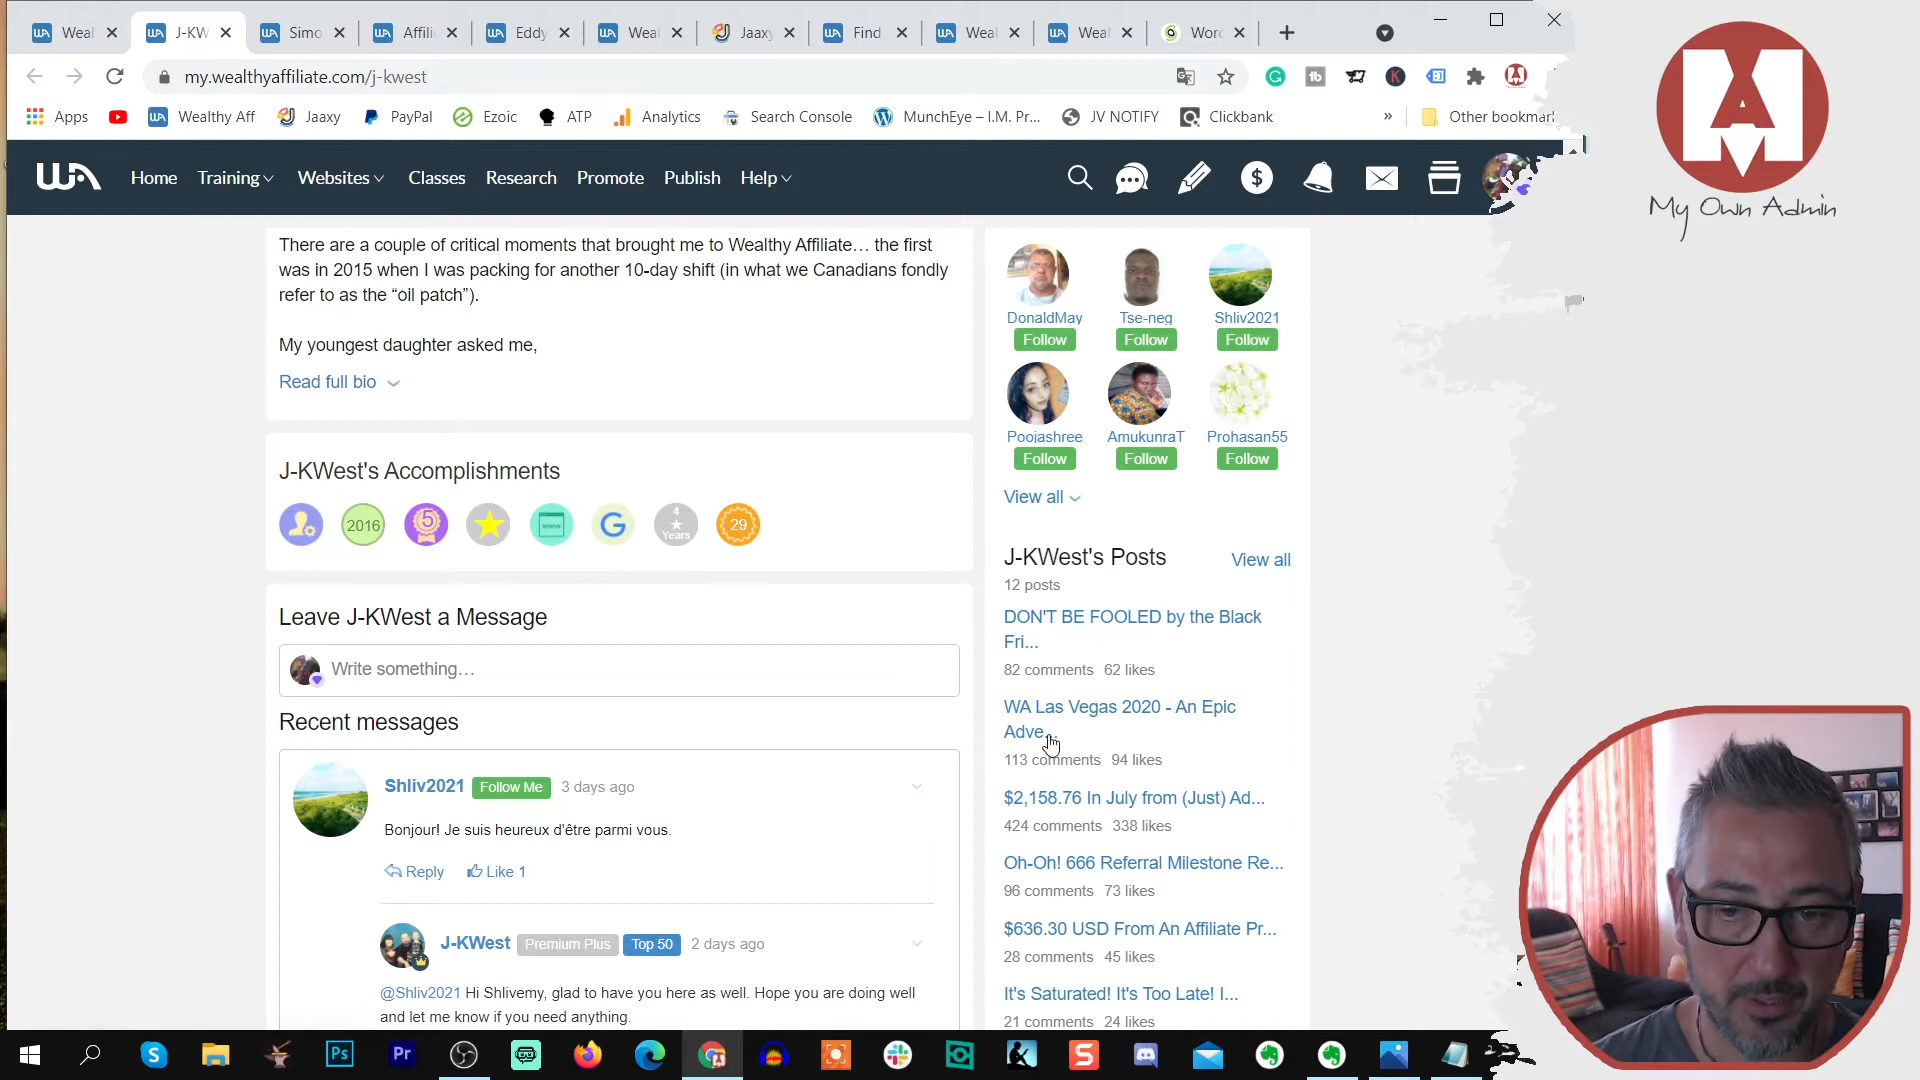 Weal
J-KW
Simo
Affili
Eddy
Weal
Jaaxy
Find
Weal
Weal
Word
my.wealthyaffiliate.com/j-kwest
Apps
Wealthy Aff
Jaaxy
PayPal
Ezoic
ATP
Analytics
Search Console
MunchEye – I.M. Pr...
JV NOTIFY
Clickbank
»
Other bookmark
My Own Admin
WA
Home
Training
Websites
Classes
Research
Promote
Publish
Help
There are a couple of critical moments that brought me to Wealthy Affiliate… the first
was in 2015 when I was packing for another 10-day shift (in what we Canadians fondly
refer to as the “oil patch”).
My youngest daughter asked me,
Read full bio
J-KWest's Accomplishments
2016
5
www
G
4
Years
29
Leave J-KWest a Message
Write something…
Recent messages
Shliv2021 Follow Me 3 days ago
Bonjour! Je suis heureux d'être parmi vous.
Reply Like 1
J-KWest Premium Plus Top 50 2 days ago
@Shliv2021 Hi Shlivemy, glad to have you here as well. Hope you are doing well
and let me know if you need anything.
DonaldMay Tse-neg Shliv2021
Follow Follow Follow
Poojashree AmukunraT Prohasan55
Follow Follow Follow
View all
J-KWest's Posts View all
12 posts
DON'T BE FOOLED by the Black
Fri...
82 comments 62 likes
WA Las Vegas 2020 - An Epic
Adve...
113 comments 94 likes
$2,158.76 In July from (Just) Ad...
424 comments 338 likes
Oh-Oh! 666 Referral Milestone Re...
96 comments 73 likes
$636.30 USD From An Affiliate Pr...
28 comments 45 likes
It's Saturated! It's Too Late! I...
21 comments 24 likes